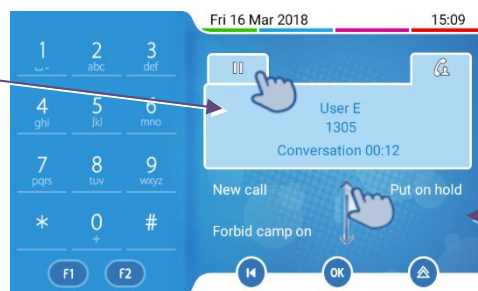 Fri 16 Mar 2018 15:09
1 2 3
abc def
4 5 6
ghi jkl mno
7 8 9
pqrs tuv wxyz
* 0 #
+
F1 F2
User E
1305
Conversation 00:12
New call Put on hold
Forbid camp on
OK